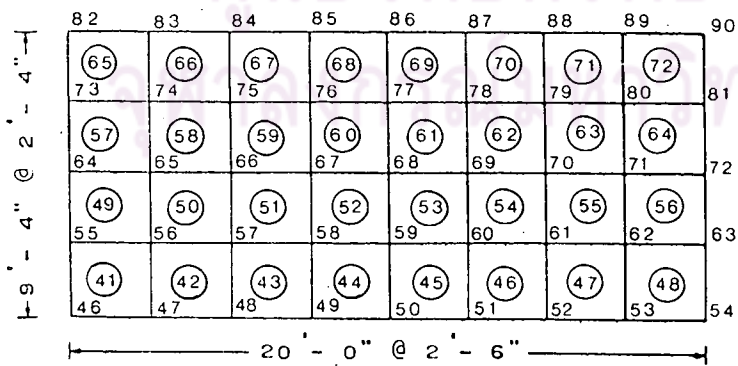 82 83 84 85 86 87 88 89 90
65 66 67 68 69 70 71 72
73 74 75 76 77 78 79 80 81
57 58 59 60 61 62 63 64
64 65 66 67 68 69 70 71 72
49 50 51 52 53 54 55 56
55 56 57 58 59 60 61 62 63
41 42 43 44 45 46 47 48
46 47 48 49 50 51 52 53 54
9'- 4" @ 2'- 4"
20'- 0" @ 2'- 6"